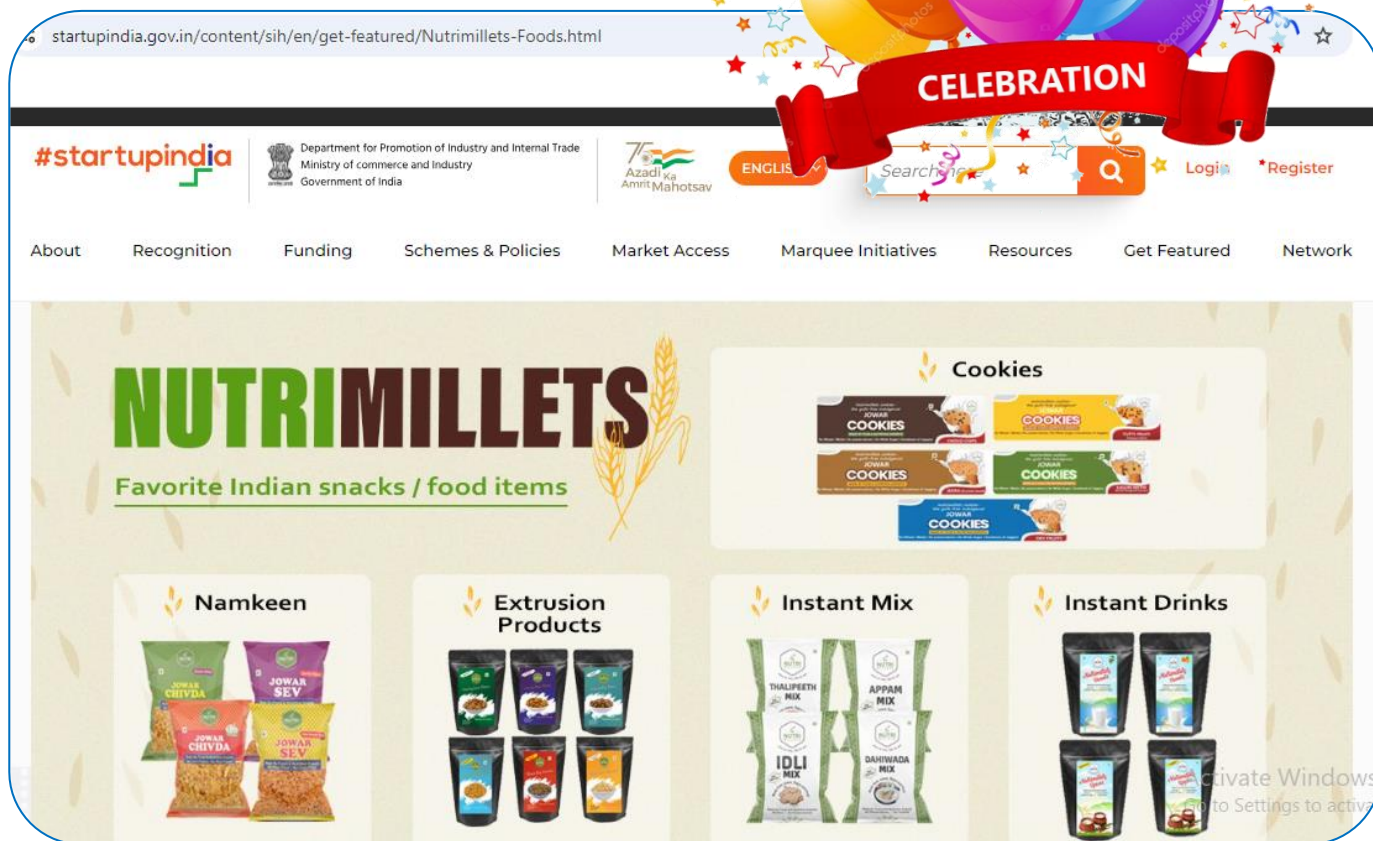 startupindia.gov.in/content/sih/en/get-featured/Nutrimillets-Foods.html
CELEBRATION
#startupindia
Department for Promotion of Industry and Internal Trade
Ministry of commerce and Industry
Government of India
75
Azadi Ka
Amrit Mahotsav
Login
Register
About Recognition Funding Schemes & Policies Market Access Marquee Initiatives Resources Get Featured Network
NUTRIMILLETS
Favorite Indian snacks / food items
Cookies
JOWAR
COOKIES
COOKIES
JOWAR
COOKIES
JOWAR
COOKIES
JOWAR
COOKIES
Namkeen
JOWAR
CHIVDA
JOWAR
SEV
JOWAR
CHIVDA
JOWAR
SEV
Extrusion
Products
Instant Mix
THALIPEETH
MIX
APPAM
MIX
IDLI
MIX
DAHIWADA
MIX
Instant Drinks